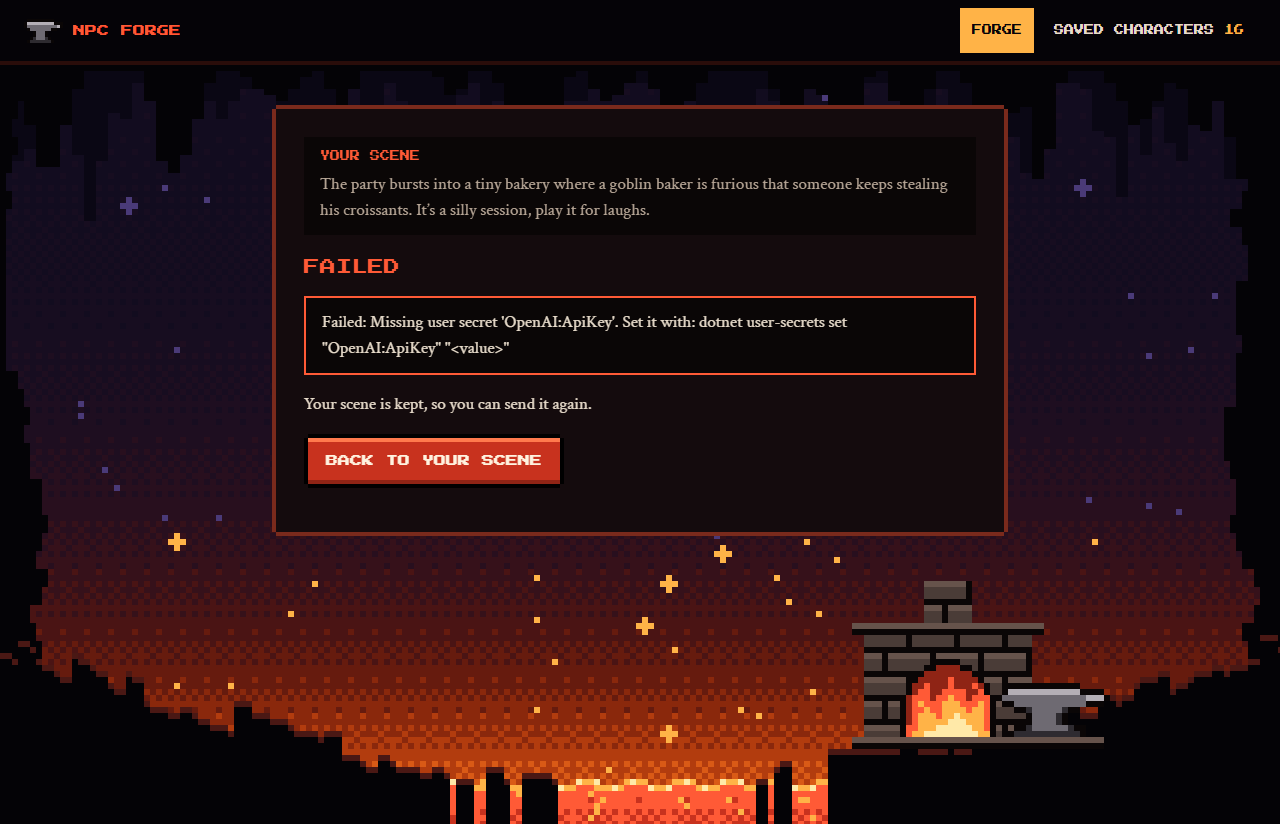 NPC FORGE
FORGE
SAVED CHARACTERS 16
YOUR SCENE
The party bursts into a tiny bakery where a goblin baker is furious that someone keeps stealing
his croissants. It’s a silly session, play it for laughs.
FAILED
Failed: Missing user secret 'OpenAI:ApiKey'. Set it with: dotnet user-secrets set
"OpenAI:ApiKey" "<value>"
Your scene is kept, so you can send it again.
BACK TO YOUR SCENE